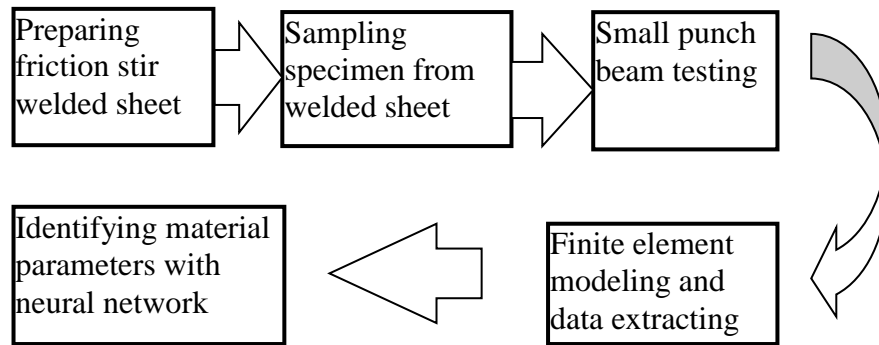 Preparing
friction stir
welded sheet
Sampling
specimen from
welded sheet
Small punch
beam testing
Finite element
modeling and
data extracting
Identifying material
parameters with
neural network